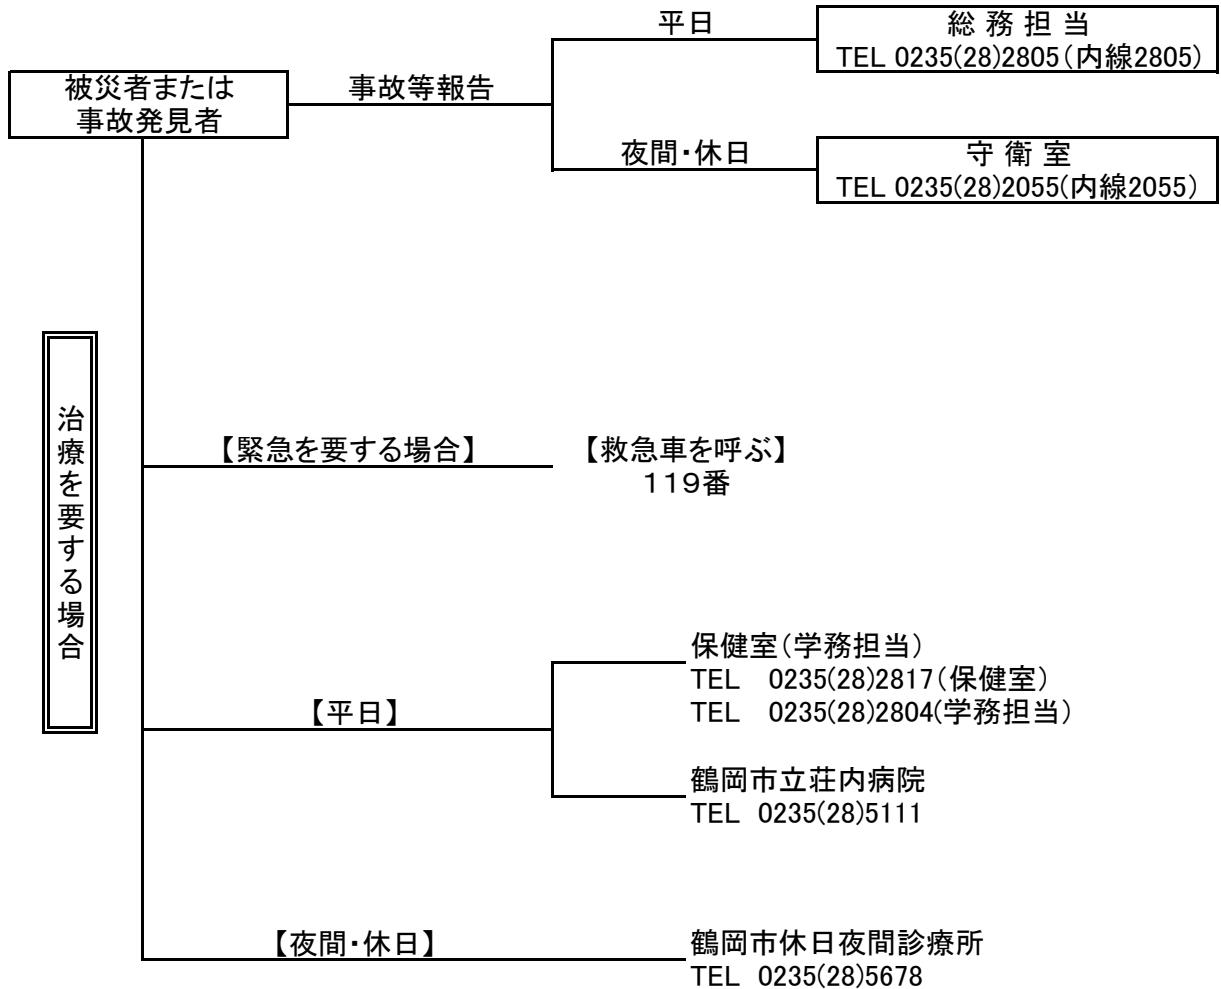 平日
総務担当
TEL 0235(28)2805(内線2805)
被災者または
事故発見者
事故等報告
夜間・休日
守衛室
TEL 0235(28)2055(内線2055)
治療を要する場合
【緊急を要する場合】
【救急車を呼ぶ】
119番
【平日】
保健室(学務担当)
TEL 0235(28)2817(保健室)
TEL 0235(28)2804(学務担当)
鶴岡市立荘内病院
TEL 0235(28)5111
【夜間・休日】
鶴岡市休日夜間診療所
TEL 0235(28)5678